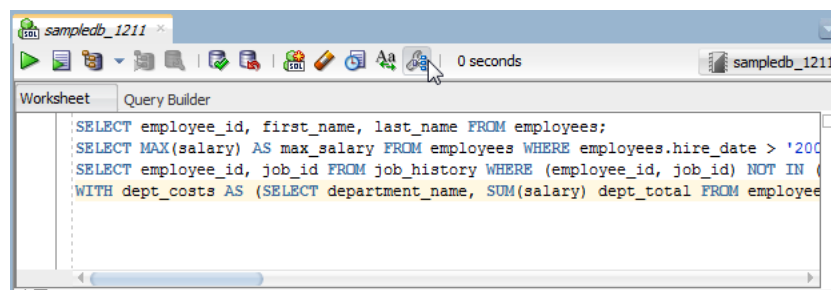 sampledb_1211
0 seconds
sampledb_1211
Worksheet Query Builder
SELECT employee_id, first_name, last_name FROM employees;
SELECT MAX(salary) AS max_salary FROM employees WHERE employees.hire_date > '200
SELECT employee_id, job_id FROM job_history WHERE (employee_id, job_id) NOT IN (
WITH dept_costs AS (SELECT department_name, SUM(salary) dept_total FROM employee